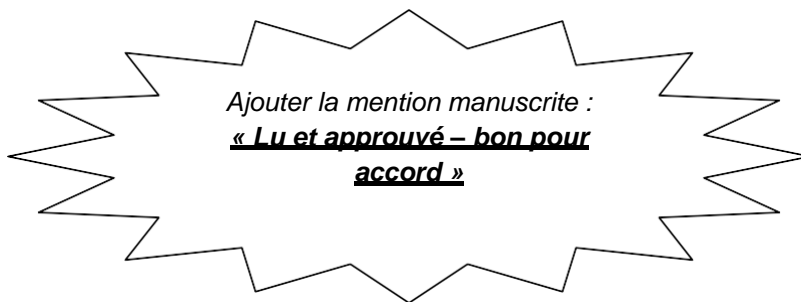 Ajouter la mention manuscrite :
« Lu et approuvé – bon pour
accord »